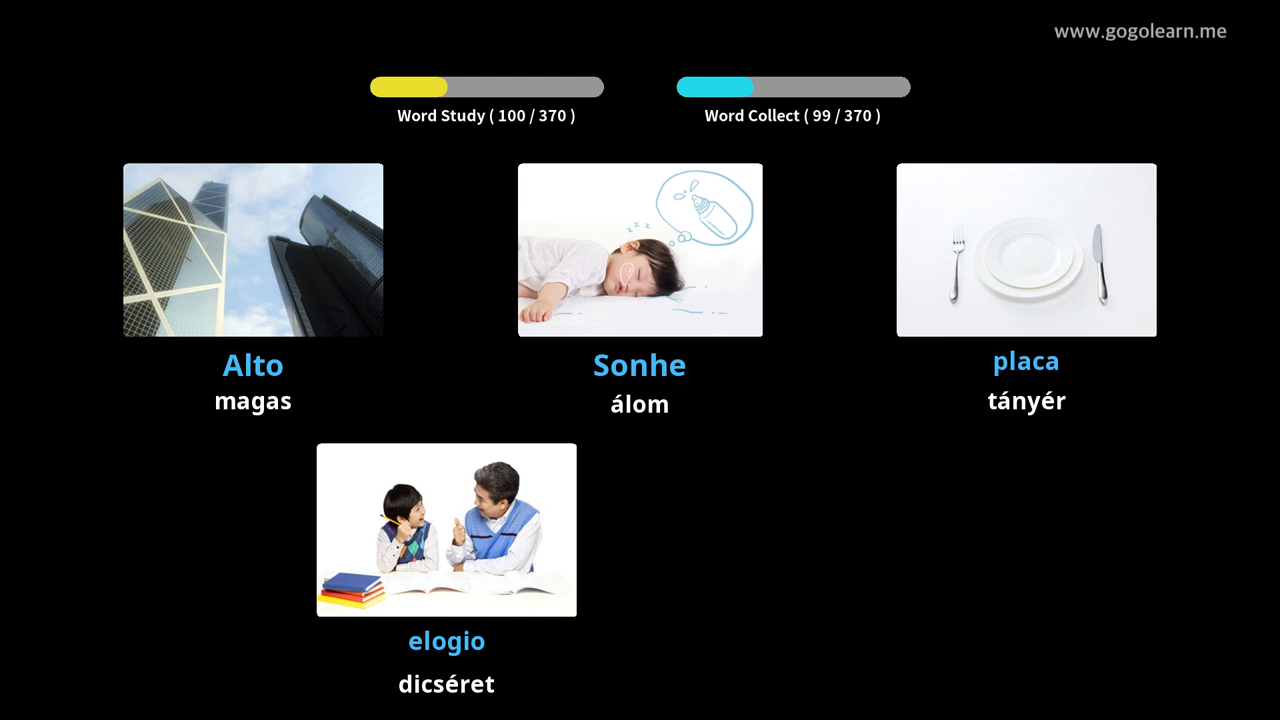 www.gogolearn.me
Word Study ( 100 / 370 )
Word Collect ( 99 / 370 )
Alto
magas
Sonhe
álom
placa
tányér
elogio
dicséret